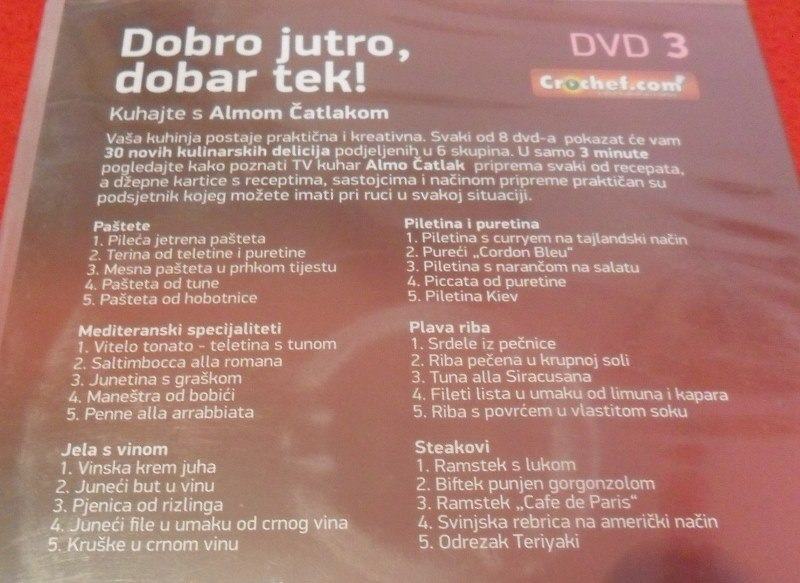 Dobro jutro,
dobar tek!
DVD 3
Crochef.com
Kuhajte s Almom Čatlakom
Vaša kuhinja postaje praktična i kreativna. Svaki od 8 dvd-a pokazat će vam
30 novih kulinarskih delicija podjeljenih u 6 skupina. U samo 3 minute
pogledajte kako poznati TV kuhar Almo Čatlak priprema svaki od recepata,
a džepne kartice s receptima, sastojcima i načinom pripreme praktičan su
podsjetnik kojeg možete imati pri ruci u svakoj situaciji.
Paštete
1. Pileća jetrena pašteta
2. Terina od teletine i puretine
3. Mesna pašteta u prhkom tijestu
4. Pašteta od tune
5. Pašteta od hobotnice
Piletina i puretina
1. Piletina s curryem na tajlandski način
2. Pureći „Cordon Bleu“
3. Piletina s narančom na salatu
4. Piccata od puretine
5. Piletina Kiev
Mediteranski specijaliteti
1. Vitelo tonato - teletina s tunom
2. Saltimbocca alla romana
3. Junetina s graškom
4. Maneštra od bobići
5. Penne alla arrabbiata
Plava riba
1. Srdele iz pečnice
2. Riba pečena u krupnoj soli
3. Tuna alla Siracusana
4. Fileti lista u umaku od limuna i kapara
5. Riba s povrćem u vlastitom soku
Jela s vinom
1. Vinska krem juha
2. Juneći but u vinu
3. Pjenica od rizlinga
4. Juneći file u umaku od crnog vina
5. Kruške u crnom vinu
Steakovi
1. Ramstek s lukom
2. Biftek punjen gorgonzolom
3. Ramstek „Cafe de Paris“
4. Svinjska rebrica na američki način
5. Odrezak Teriyaki